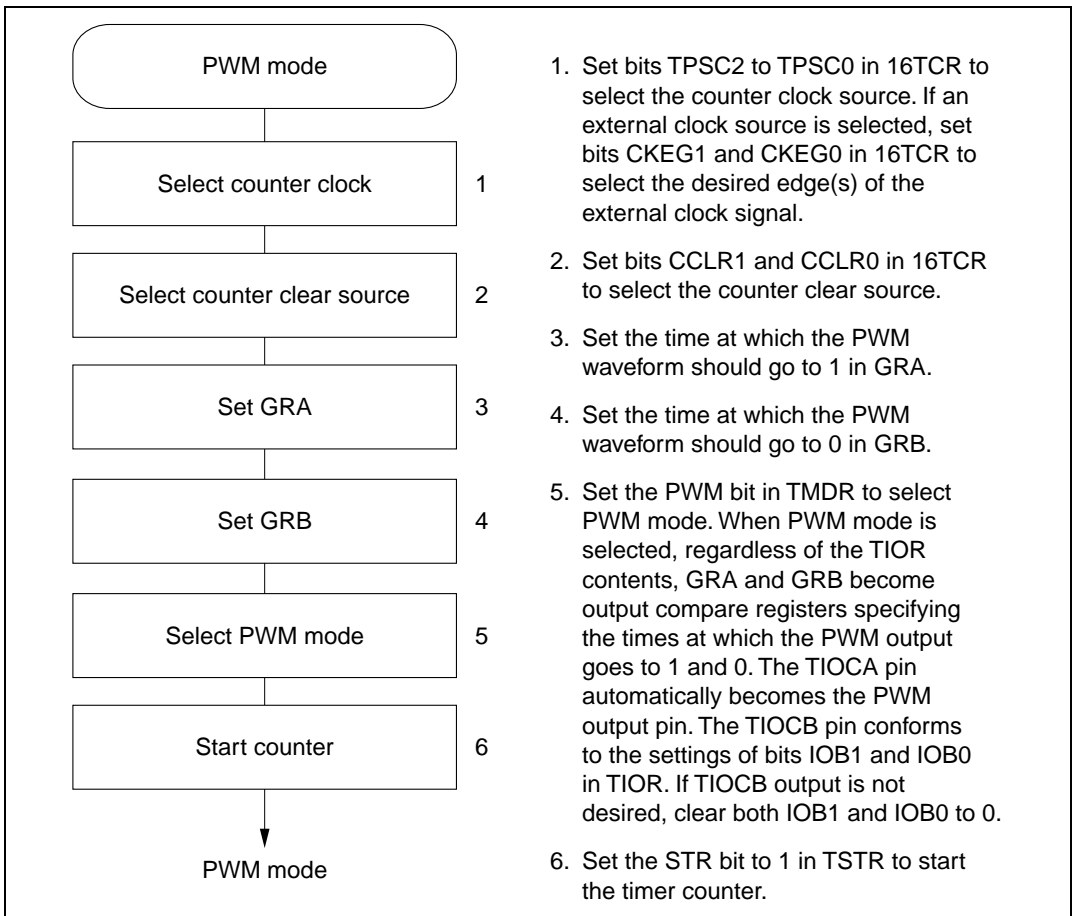 PWM mode
Select counter clock
1
Select counter clear source
2
Set GRA
3
Set GRB
4
Select PWM mode
5
Start counter
6
PWM mode
1. Set bits TPSC2 to TPSC0 in 16TCR to
select the counter clock source. If an
external clock source is selected, set
bits CKEG1 and CKEG0 in 16TCR to
select the desired edge(s) of the
external clock signal.
2. Set bits CCLR1 and CCLR0 in 16TCR
to select the counter clear source.
3. Set the time at which the PWM
waveform should go to 1 in GRA.
4. Set the time at which the PWM
waveform should go to 0 in GRB.
5. Set the PWM bit in TMDR to select
PWM mode. When PWM mode is
selected, regardless of the TIOR
contents, GRA and GRB become
output compare registers specifying
the times at which the PWM output
goes to 1 and 0. The TIOCA pin
automatically becomes the PWM
output pin. The TIOCB pin conforms
to the settings of bits IOB1 and IOB0
in TIOR. If TIOCB output is not
desired, clear both IOB1 and IOB0 to 0.
6. Set the STR bit to 1 in TSTR to start
the timer counter.